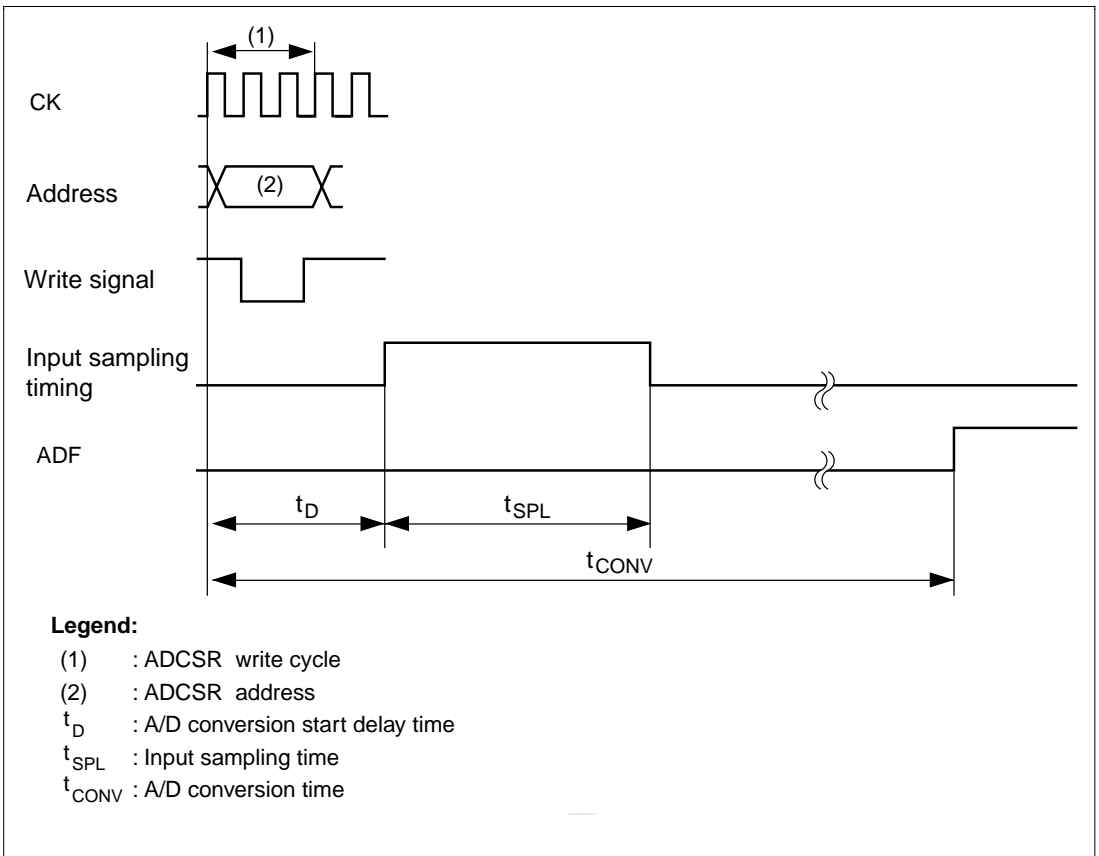 (1)
CK
Address
(2)
Write signal
Input sampling
timing
ADF
tD
tSPL
tCONV
Legend:
(1) : ADCSR write cycle
(2) : ADCSR address
tD : A/D conversion start delay time
tSPL : Input sampling time
tCONV : A/D conversion time